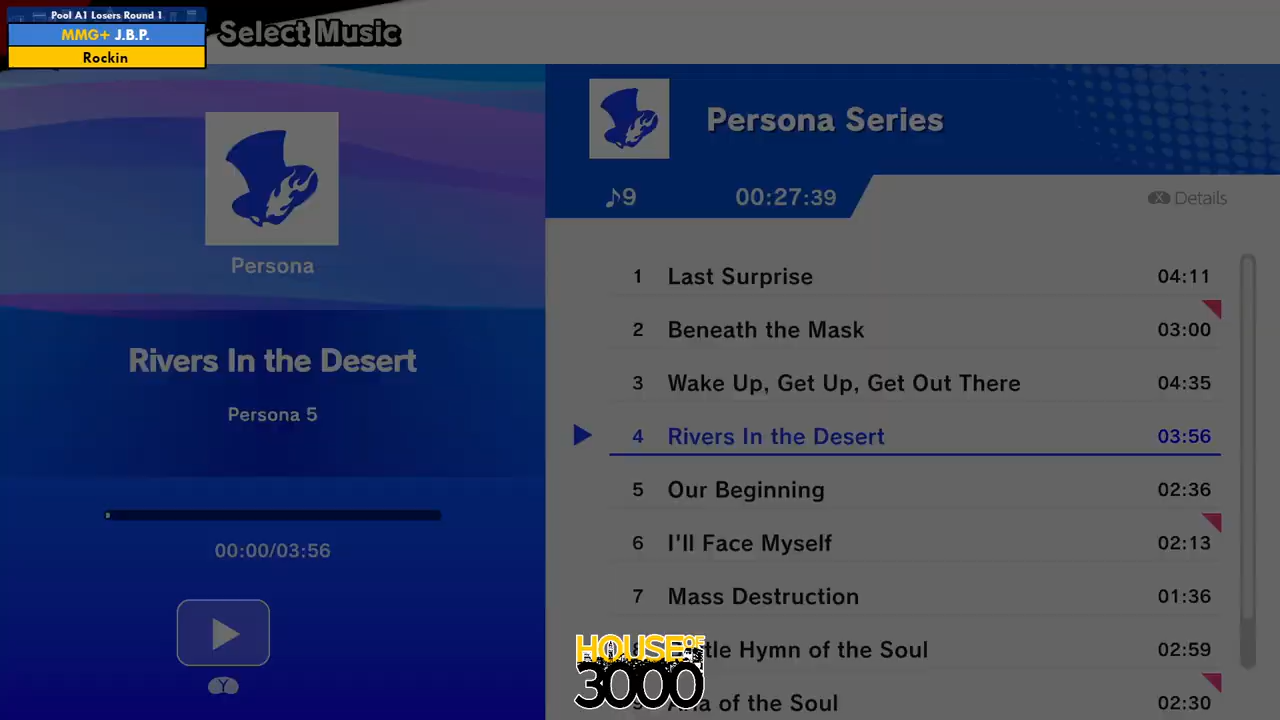 Pool A1 Losers Round 1
MMG+ J.B.P.
Rockin
Select Music
Persona
Rivers In the Desert
Persona 5
00:00/03:56
Y
Persona Series
♪9 00:27:39
X Details
1 Last Surprise 04:11
2 Beneath the Mask 03:00
3 Wake Up, Get Up, Get Out There 04:35
4 Rivers In the Desert 03:56
5 Our Beginning 02:36
6 I'll Face Myself 02:13
7 Mass Destruction 01:36
8 Hymn of the Soul 02:59
9 of the Soul 02:30
HOUSE OF
3000